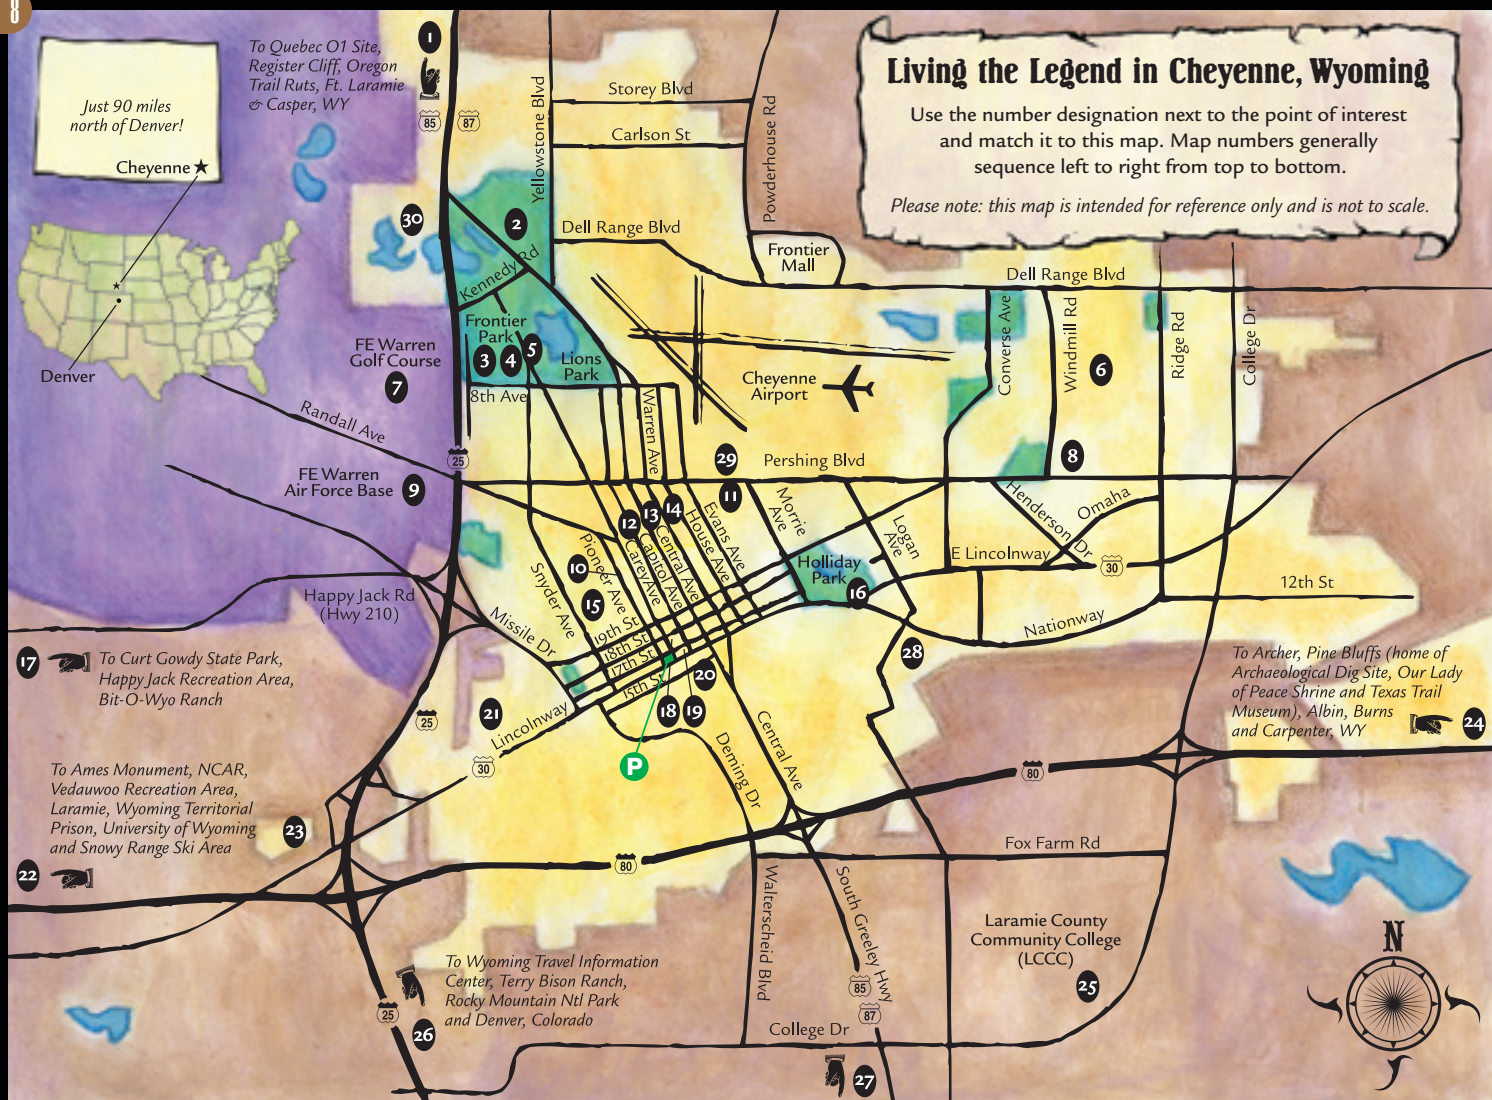 8
Living the Legend in Cheyenne, Wyoming
Use the number designation next to the point of interest
and match it to this map. Map numbers generally
sequence left to right from top to bottom.
Please note: this map is intended for reference only and is not to scale.
Just 90 miles
north of Denver!
Cheyenne
Denver
To Quebec O1 Site,
Register Cliff, Oregon
Trail Ruts, Ft. Laramie
& Casper, WY
1
85
87
Yellowstone Blvd
Storey Blvd
Carlson St
Powderhouse Rd
Dell Range Blvd
Frontier
Mall
Dell Range Blvd
30
2
Kennedy Rd
Frontier
Park
3
4
5
Lions
Park
8th Ave
FE Warren
Golf Course
7
Randall Ave
FE Warren
Air Force Base
9
25
Cheyenne
Airport
Converse Ave
Windmill Rd
6
Ridge Rd
College Dr
8
Warren Ave
29
Pershing Blvd
11
12
13
14
Morrie
Ave
Logan
Ave
Henderson Dr
Omaha
E Lincolnway
30
12th St
Nationway
Holliday
Park
16
28
10
15
Snyder Ave
Pioneer Ave
Carey Ave
Capitol Ave
Central Ave
House Ave
Evans Ave
19th St
18th St
17th St
15th St
Missile Dr
Happy Jack Rd
(Hwy 210)
17
To Curt Gowdy State Park,
Happy Jack Recreation Area,
Bit-O-Wyo Ranch
25
21
Lincolnway
30
18
19
20
P
Deming Dr
Central Ave
To Archer, Pine Bluffs (home of
Archaeological Dig Site, Our Lady
of Peace Shrine and Texas Trail
Museum), Albin, Burns
and Carpenter, WY
24
80
To Ames Monument, NCAR,
Vedauwoo Recreation Area,
Laramie, Wyoming Territorial
Prison, University of Wyoming
and Snowy Range Ski Area
22
23
80
Fox Farm Rd
Walterscheid Blvd
South Greeley Hwy
85
87
Laramie County
Community College
(LCCC)
25
To Wyoming Travel Information
Center, Terry Bison Ranch,
Rocky Mountain Ntl Park
and Denver, Colorado
25
26
College Dr
27
N